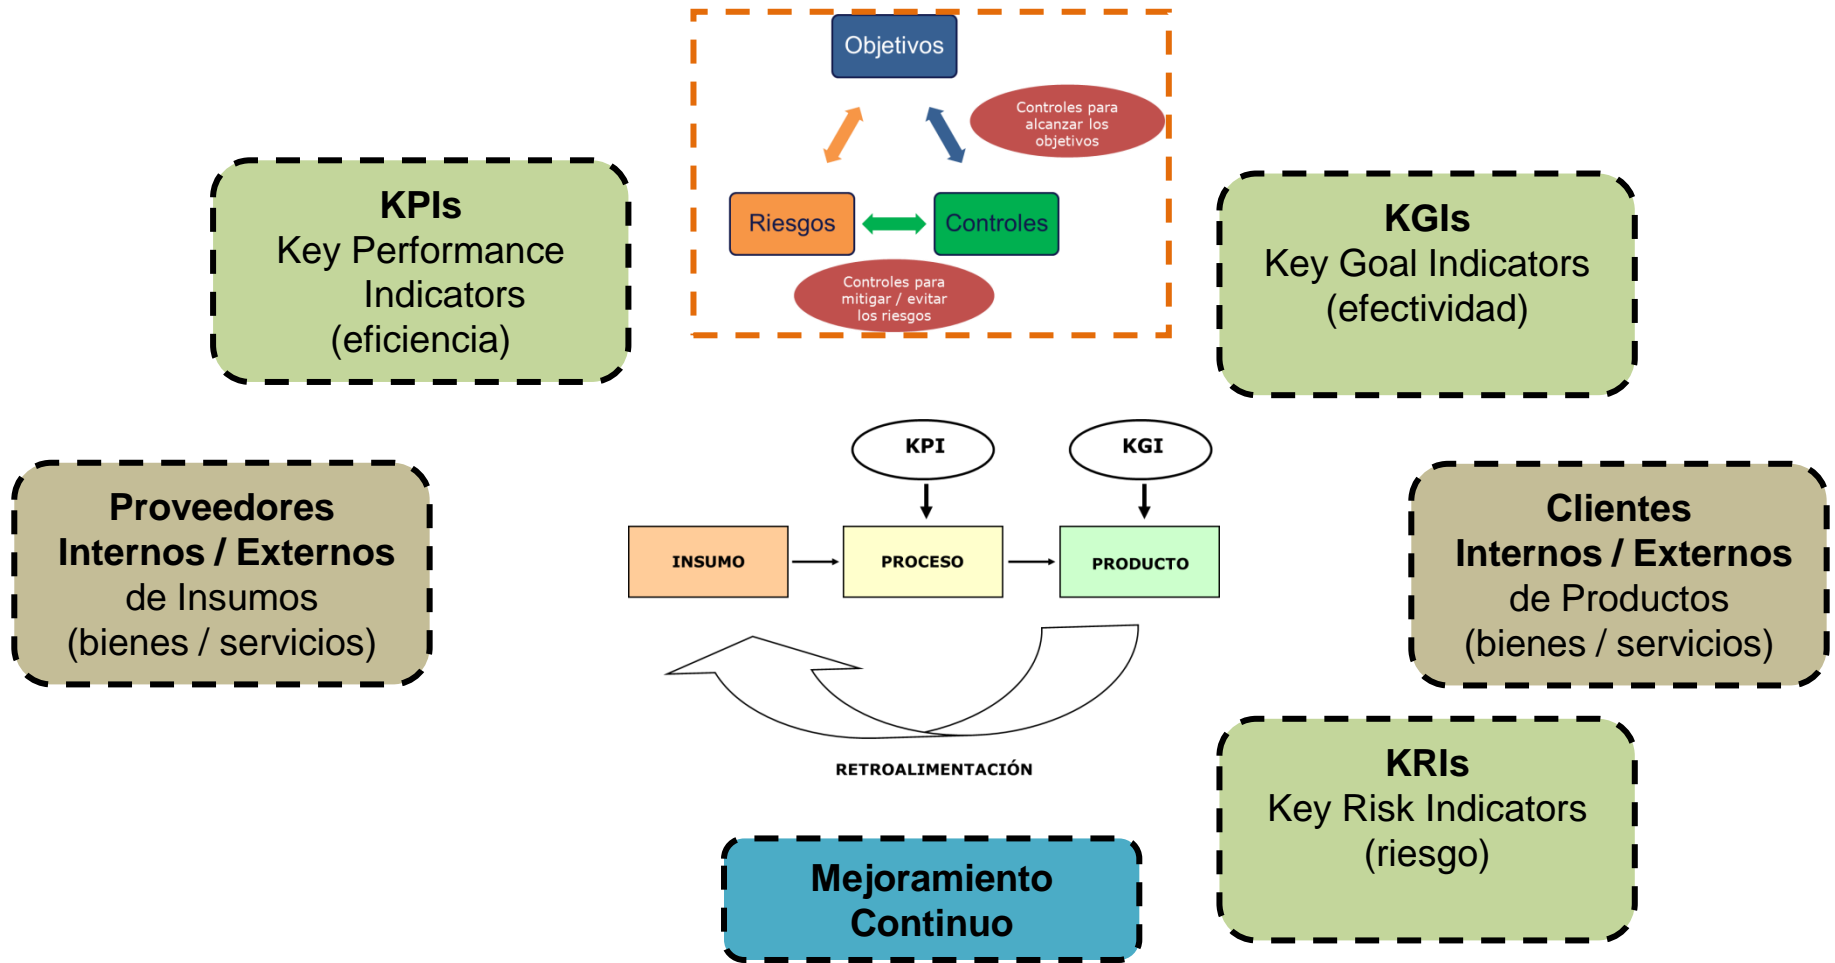 Objetivos
Controles para
alcanzar los
objetivos
Riesgos
Controles
Controles para
mitigar / evitar
los riesgos
KPIs
Key Performance
Indicators
(eficiencia)
KGIs
Key Goal Indicators
(efectividad)
KPI
KGI
Proveedores
Internos / Externos
de Insumos
(bienes / servicios)
INSUMO
PROCESO
PRODUCTO
Clientes
Internos / Externos
de Productos
(bienes / servicios)
RETROALIMENTACIÓN
KRIs
Key Risk Indicators
(riesgo)
Mejoramiento
Continuo